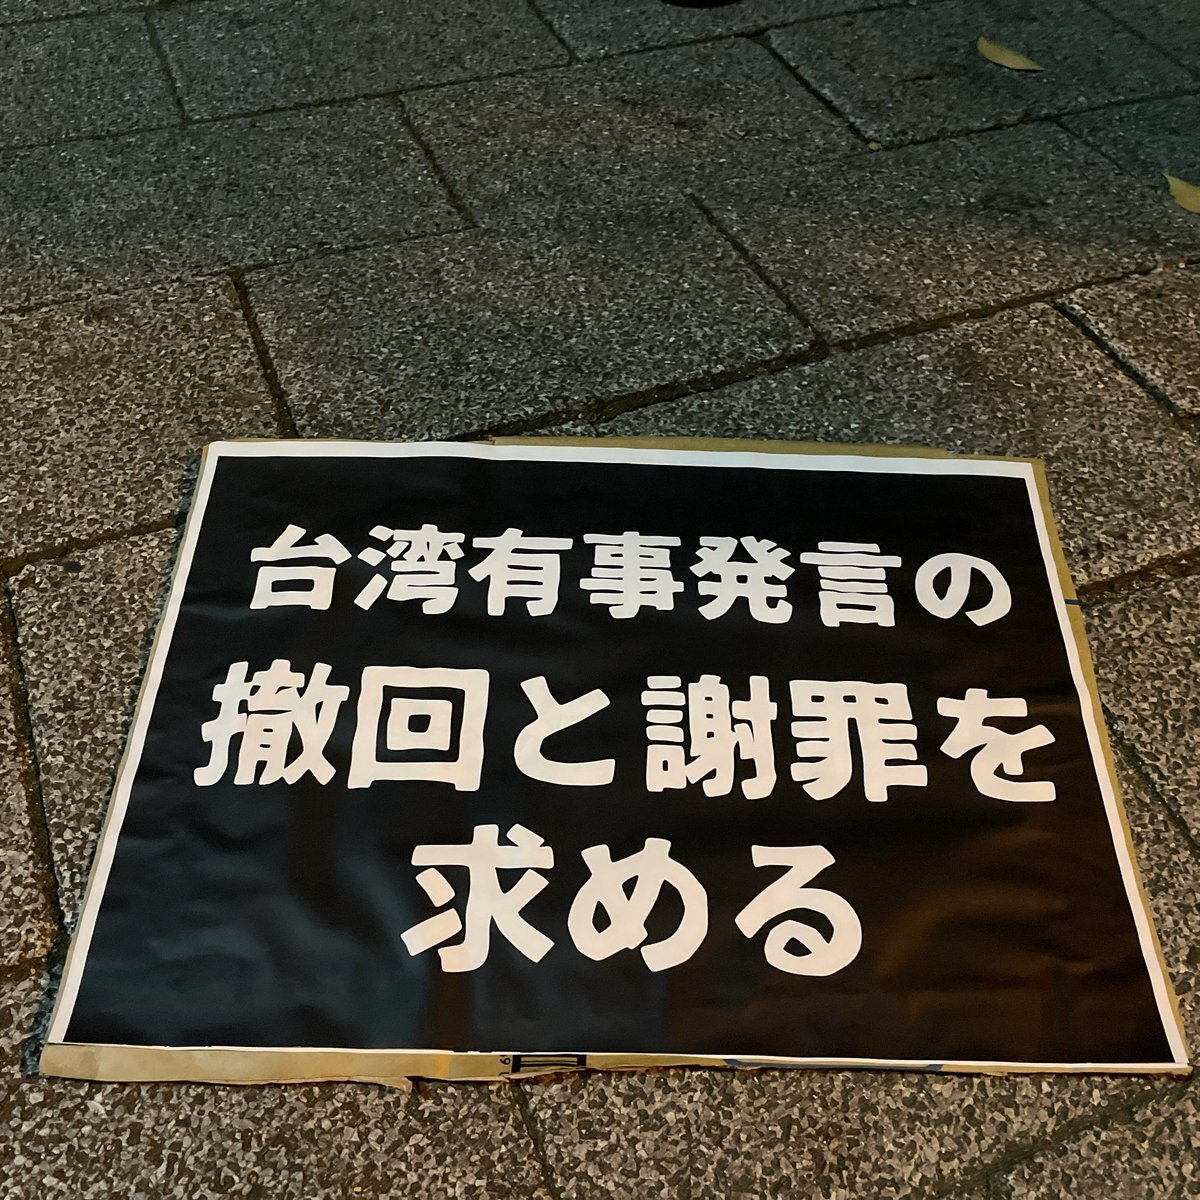 台湾有事発言の
撤回と謝罪を
求める